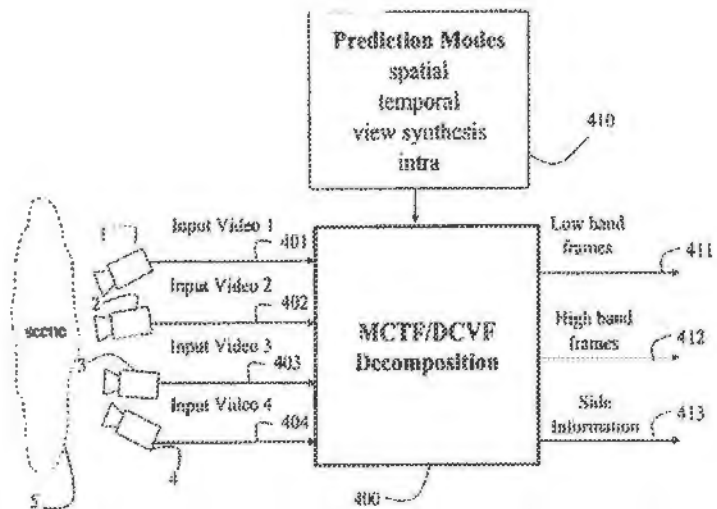 Prediction Modes
spatial
temporal
view synthesis
intra
410
1
Input Video 1
401
Low band
frames
411
2
Input Video 2
402
scene
MCTF/DCVF
Decomposition
High band
frames
412
3
Input Video 3
403
Input Video 4
404
Side
Information
413
5
4
400